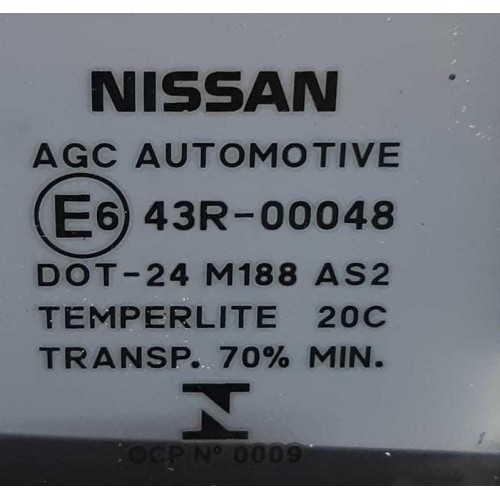 NISSAN
AGC AUTOMOTIVE
E6 43R-00048
DOT-24 M188 AS2
TEMPERLITE 20C
TRANSP. 70% MIN.
OCP Nº 0009